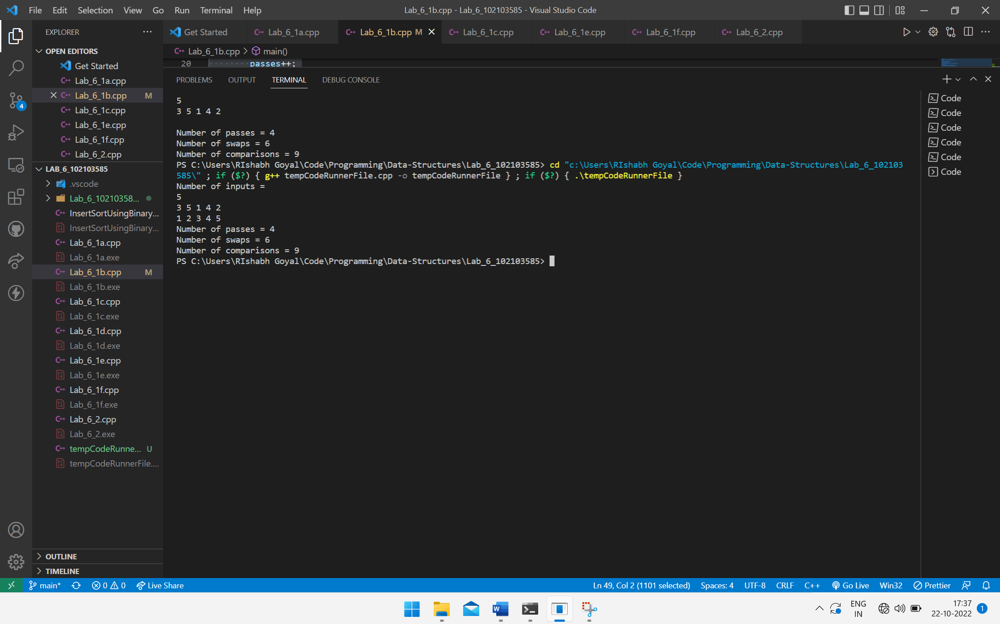 File Edit Selection View Go Run Terminal Help
Lab_6_1b.cpp - Lab_6_102103585 - Visual Studio Code
EXPLORER
Get Started
Lab_6_1a.cpp
Lab_6_1b.cpp M
Lab_6_1c.cpp
Lab_6_1e.cpp
Lab_6_1f.cpp
Lab_6_2.cpp
OPEN EDITORS
Get Started
Lab_6_1a.cpp
Lab_6_1b.cpp M
Lab_6_1c.cpp
Lab_6_1e.cpp
Lab_6_1f.cpp
Lab_6_2.cpp
LAB_6_102103585
.vscode
Lab_6_10210358...
InsertSortUsingBinary...
InsertSortUsingBinary...
Lab_6_1a.cpp
Lab_6_1a.exe
Lab_6_1b.cpp M
Lab_6_1b.exe
Lab_6_1c.cpp
Lab_6_1c.exe
Lab_6_1d.cpp
Lab_6_1d.exe
Lab_6_1e.cpp
Lab_6_1e.exe
Lab_6_1f.cpp
Lab_6_1f.exe
Lab_6_2.cpp
Lab_6_2.exe
tempCodeRunne... U
tempCodeRunnerFile....
OUTLINE
TIMELINE
4
Lab_6_1b.cpp > main()
20 passes++;
PROBLEMS OUTPUT TERMINAL DEBUG CONSOLE
5
3 5 1 4 2
Number of passes = 4
Number of swaps = 6
Number of comparisons = 9
PS C:\Users\RIshabh Goyal\Code\Programming\Data-Structures\Lab_6_102103585> cd "c:\Users\RIshabh Goyal\Code\Programming\Data-Structures\Lab_6_102103
585\" ; if ($?) { g++ tempCodeRunnerFile.cpp -o tempCodeRunnerFile } ; if ($?) { .\tempCodeRunnerFile }
Number of inputs =
5
3 5 1 4 2
1 2 3 4 5
Number of passes = 4
Number of swaps = 6
Number of comparisons = 9
PS C:\Users\RIshabh Goyal\Code\Programming\Data-Structures\Lab_6_102103585>
Code
Code
Code
Code
Code
Code
main* 0 0 Live Share
Ln 49, Col 2 (1101 selected) Spaces: 4 UTF-8 CRLF C++ Go Live Win32 Prettier
ENG
IN
17:37
22-10-2022
1